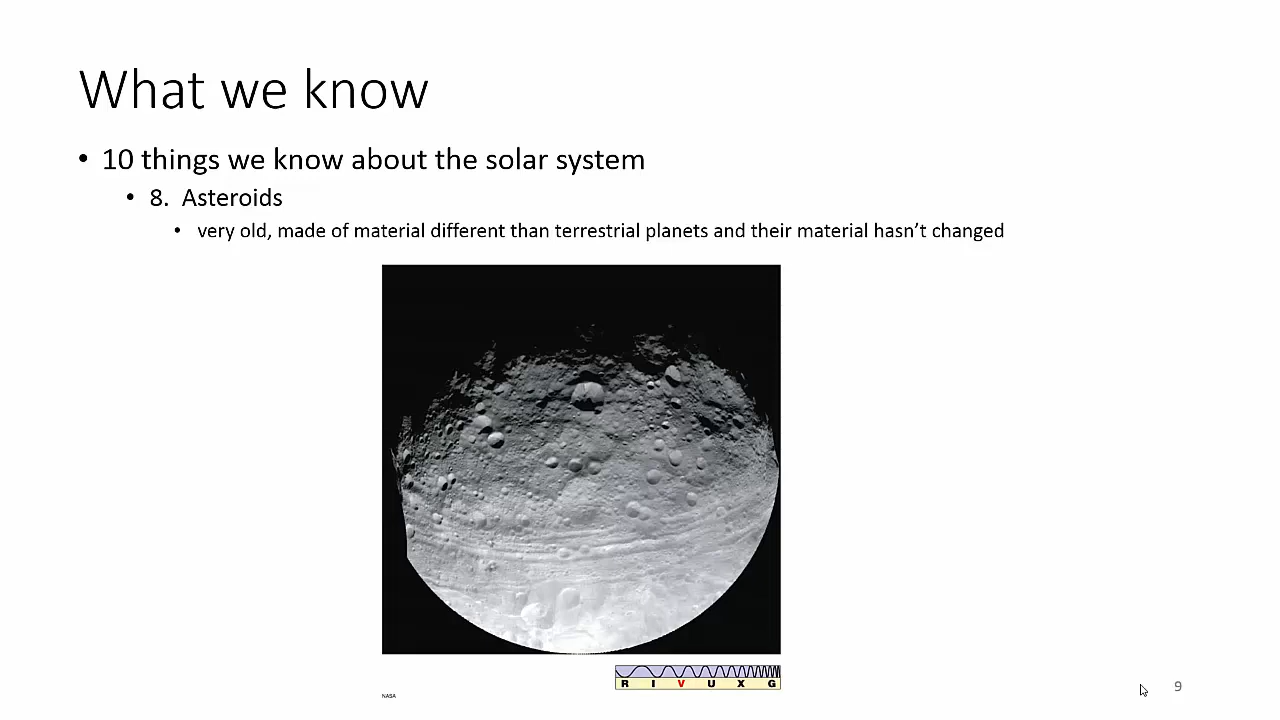 What we know
• 10 things we know about the solar system
• 8. Asteroids
• very old, made of material different than terrestrial planets and their material hasn’t changed
R I V U X G
NASA
9